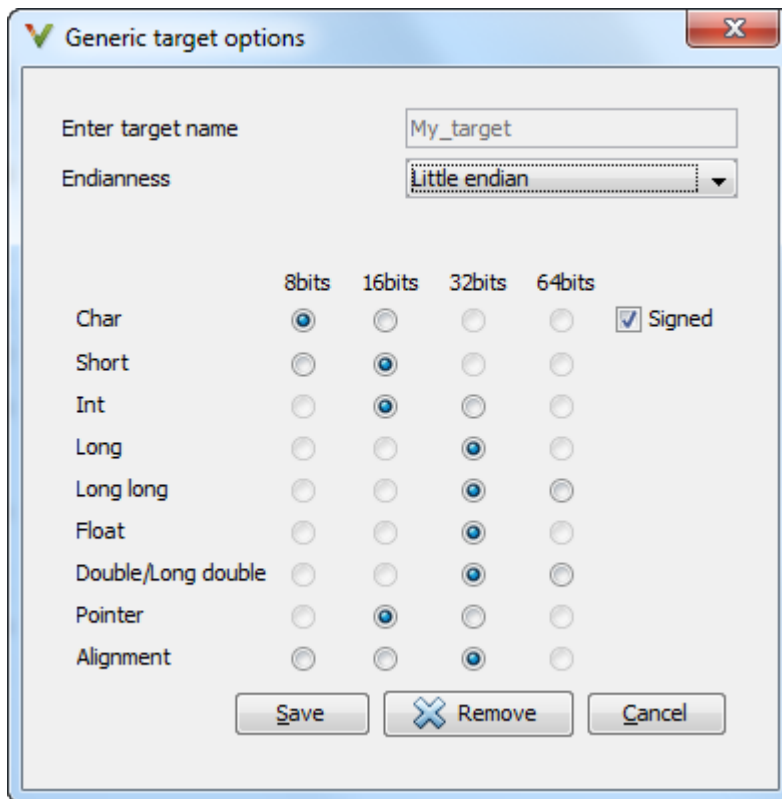 Generic target options
Enter target name My_target
Endianness Little endian
8bits 16bits 32bits 64bits
Char Signed
Short
Int
Long
Long long
Float
Double/Long double
Pointer
Alignment
Save Remove Cancel